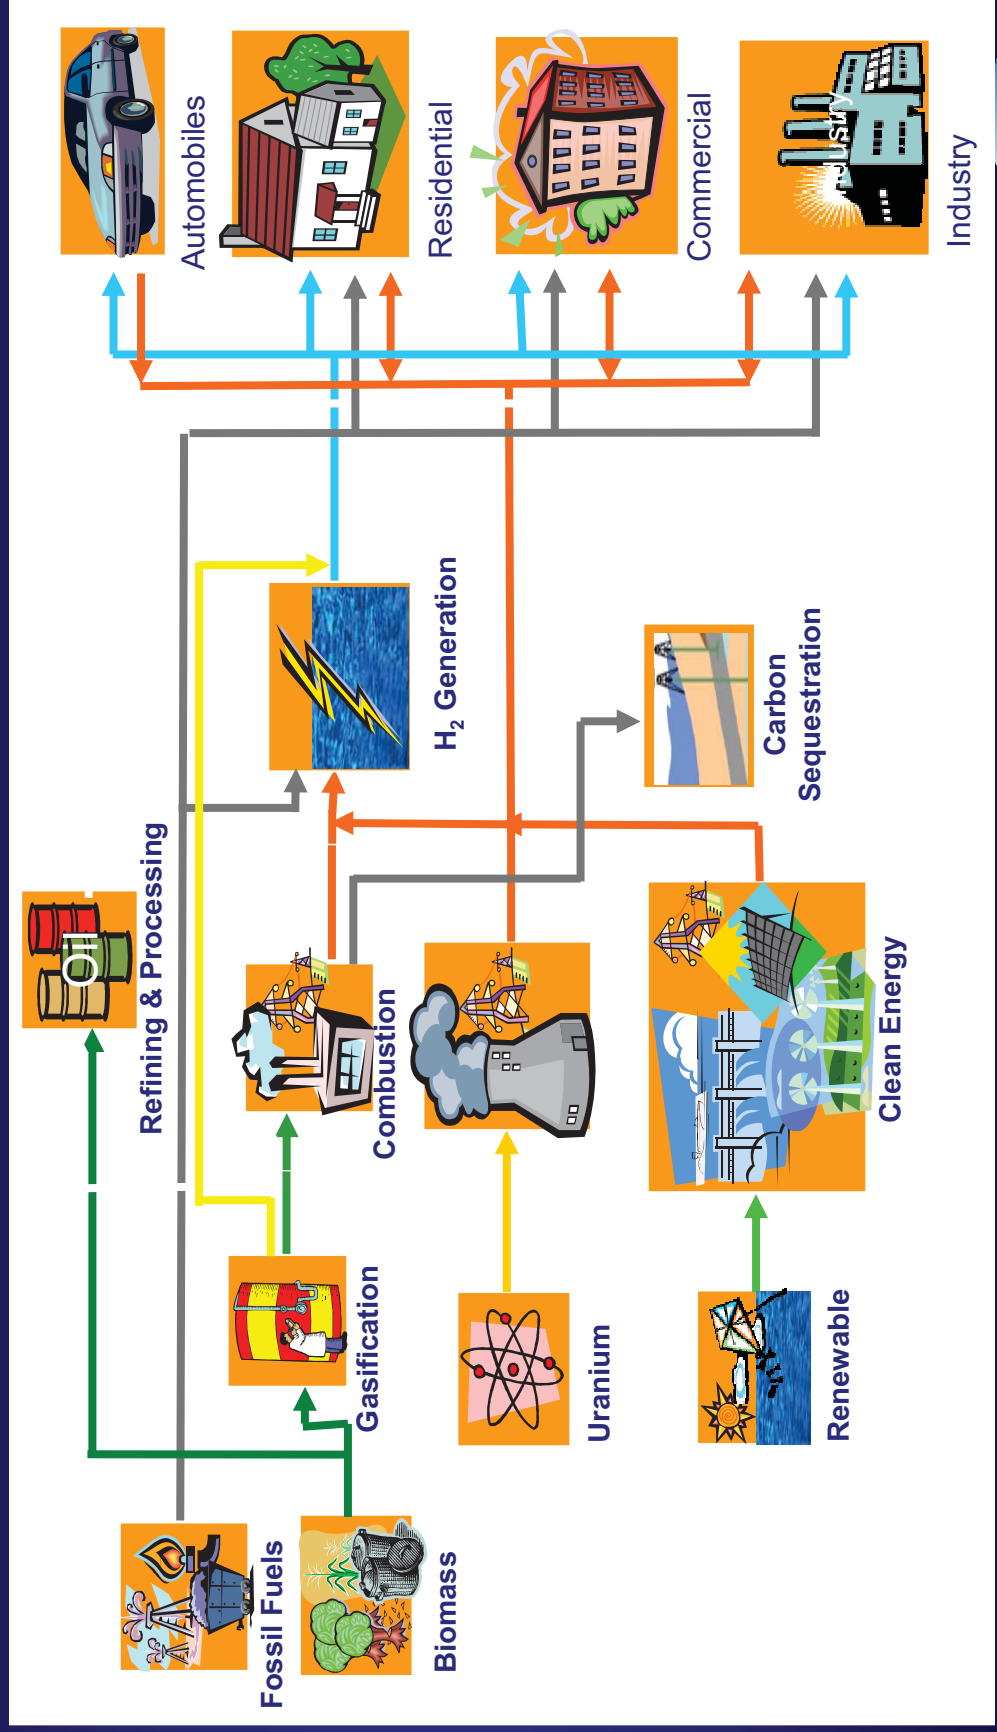 Fossil Fuels
Biomass
Gasification
Uranium
Renewable
Oil
Refining & Processing
Combustion
Clean Energy
H₂ Generation
Carbon
Sequestration
Automobiles
Residential
Commercial
Industry